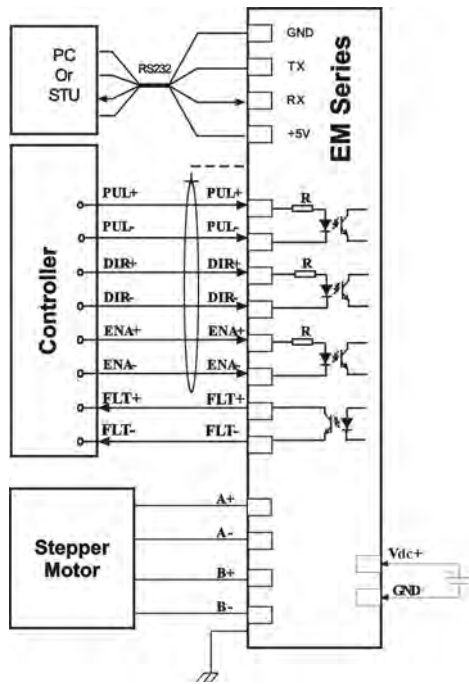 PC
Or
STU
RS232
GND
TX
RX
+5V
EM Series
Controller
PUL+ PUL+ R
PUL- PUL-
DIR+ DIR+ R
DIR- DIR-
ENA+ ENA+ R
ENA- ENA-
FLT+ FLT+
FLT- FLT-
Stepper
Motor
A+
A-
B+
B-
Vdc+
GND